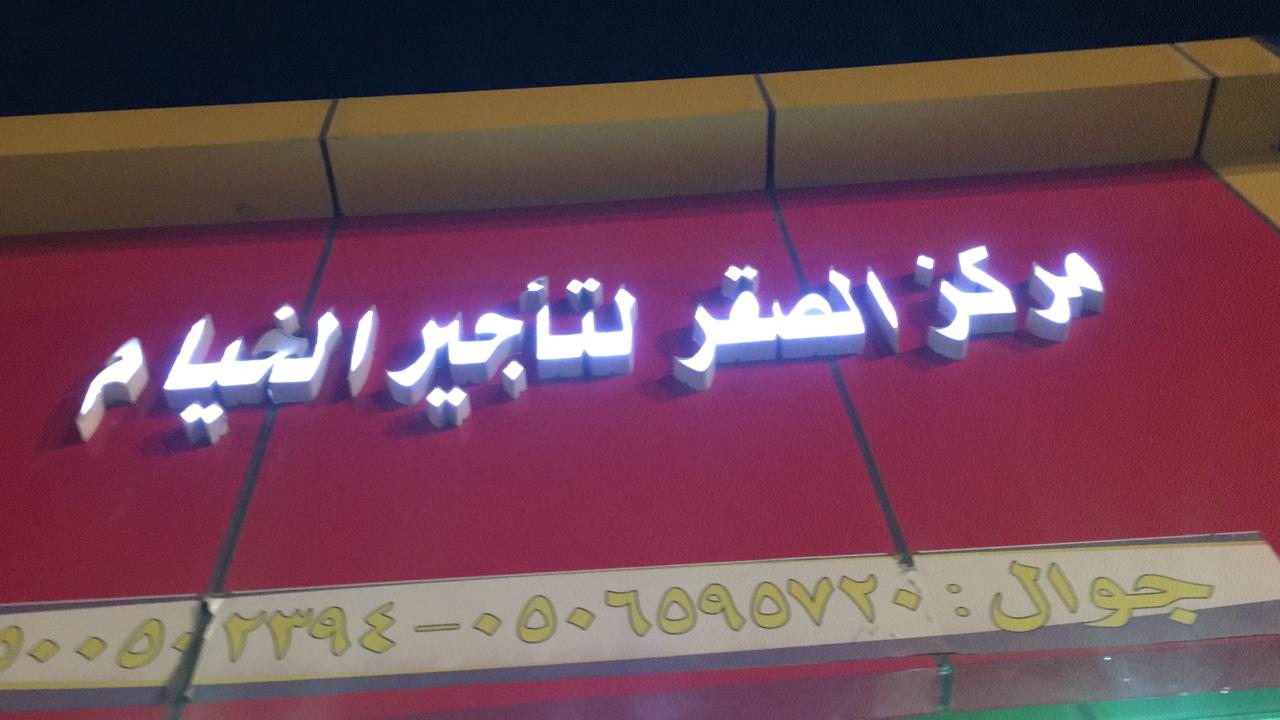 مركز الصقر لتأجير الخيام
جوال : ٠٥٠٦٥٩٥٧٢٠ -